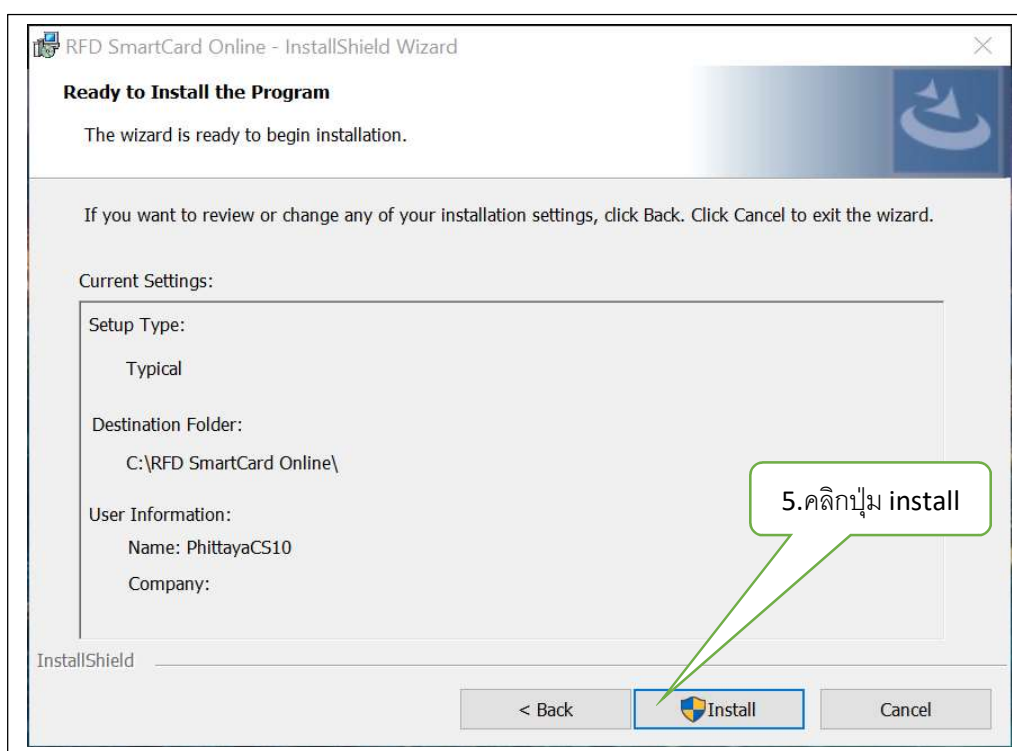 RFD SmartCard Online - InstallShield Wizard
Ready to Install the Program
The wizard is ready to begin installation.
If you want to review or change any of your installation settings, click Back. Click Cancel to exit the wizard.
Current Settings:
Setup Type:
Typical
Destination Folder:
C:\RFD SmartCard Online\
User Information:
Name: PhittayaCS10
Company:
5.คลิกปุ่ม install
InstallShield
< Back
Install
Cancel